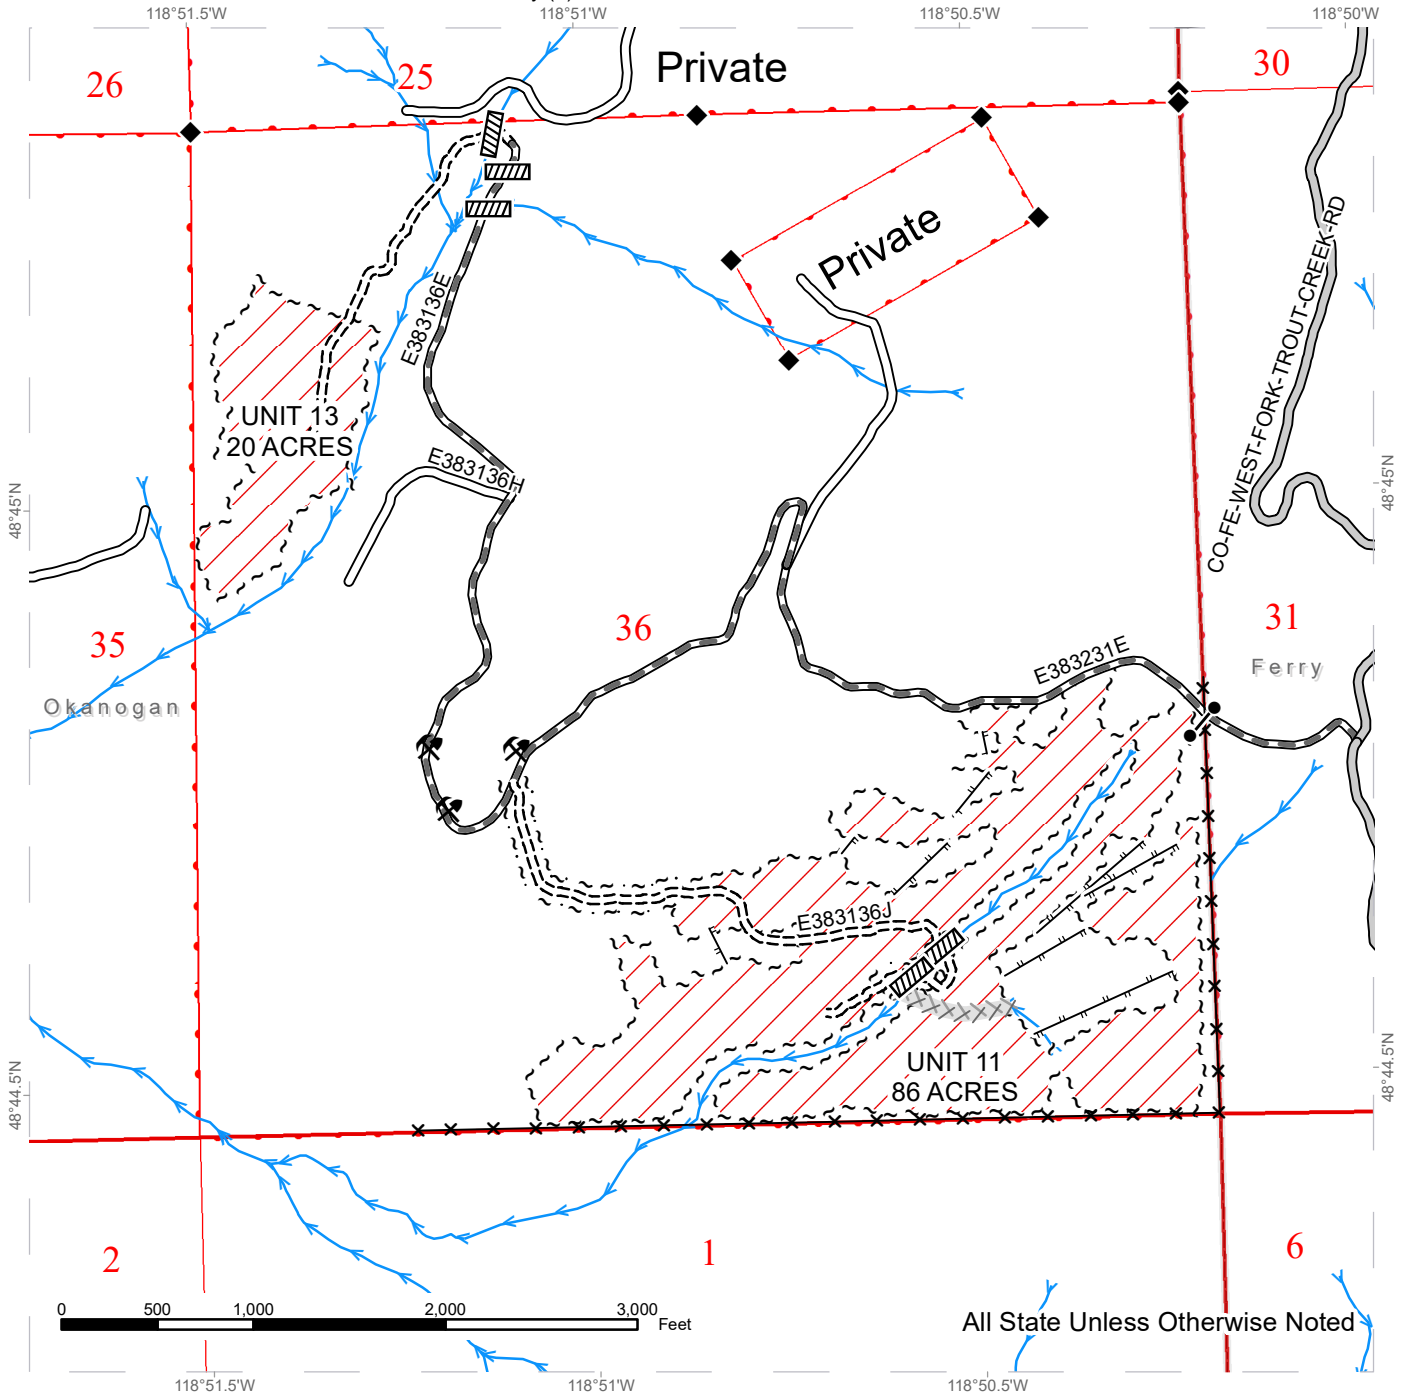 118°51.5'W
118°51'W
118°50.5'W
118°50'W
26
25
Private
30
Private
CO-FE-WEST-FORK-TROUT-CREEK-RD
E383136E
UNIT 13
20 ACRES
E383136H
48°45'N
48°45'N
35
36
31
Okanogan
Ferry
E383231E
E383136J
UNIT 11
86 ACRES
48°44.5'N
48°44.5'N
2
1
6
0
500
1,000
2,000
3,000
Feet
All State Unless Otherwise Noted
118°51.5'W
118°51'W
118°50.5'W